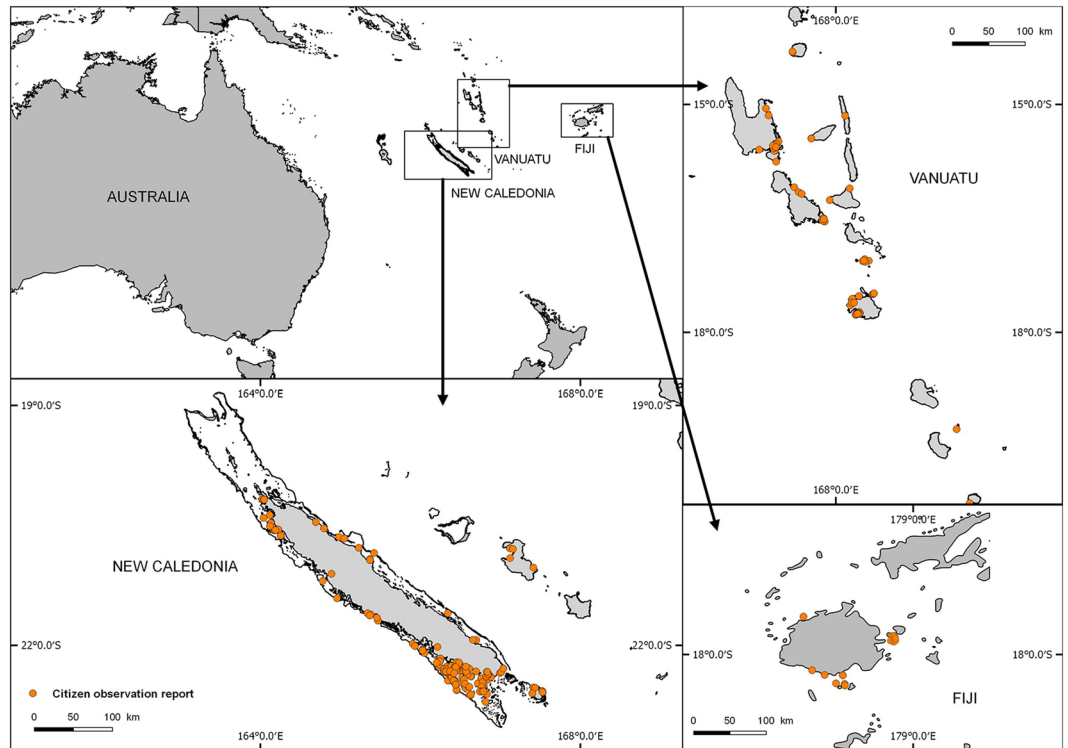 AUSTRALIA
VANUATU
FIJI
NEW CALEDONIA
168°0.0'E
0 50 100 km
15°0.0'S
15°0.0'S
VANUATU
18°0.0'S
18°0.0'S
168°0.0'E
164°0.0'E
168°0.0'E
19°0.0'S
19°0.0'S
NEW CALEDONIA
22°0.0'S
22°0.0'S
Citizen observation report
0 50 100 km
164°0.0'E
168°0.0'E
179°0.0'E
18°0.0'S
18°0.0'S
FIJI
0 50 100 km
179°0.0'E